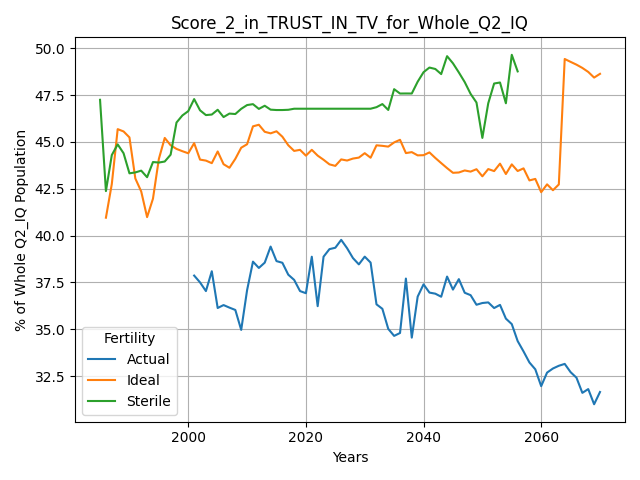 Score_2_in_TRUST_IN_TV_for_Whole_Q2_IQ
% of Whole Q2_IQ Population
50.0
47.5
45.0
42.5
40.0
37.5
35.0
32.5
Fertility
Actual
Ideal
Sterile
2000 2020 2040 2060
Years